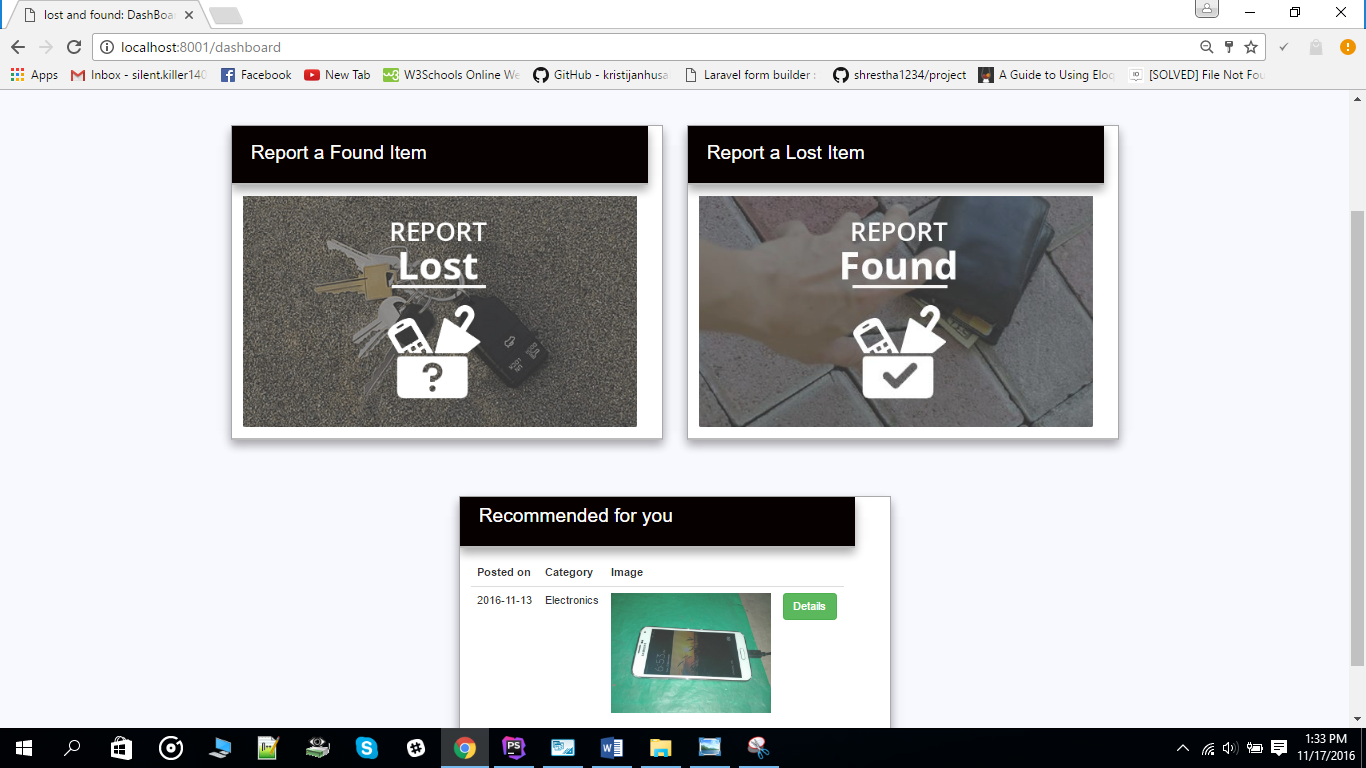 lost and found: DashBoa
localhost:8001/dashboard
Apps
Inbox - silent.killer140
Facebook
New Tab
W3Schools Online We
GitHub - kristijanhusa
Laravel form builder :
shrestha1234/project
A Guide to Using Eloq
[SOLVED] File Not Fou
Report a Found Item
Report a Lost Item
REPORT
Lost
REPORT
Found
Recommended for you
Posted on Category Image
2016-11-13 Electronics
Details
6:53
1:33 PM
11/17/2016